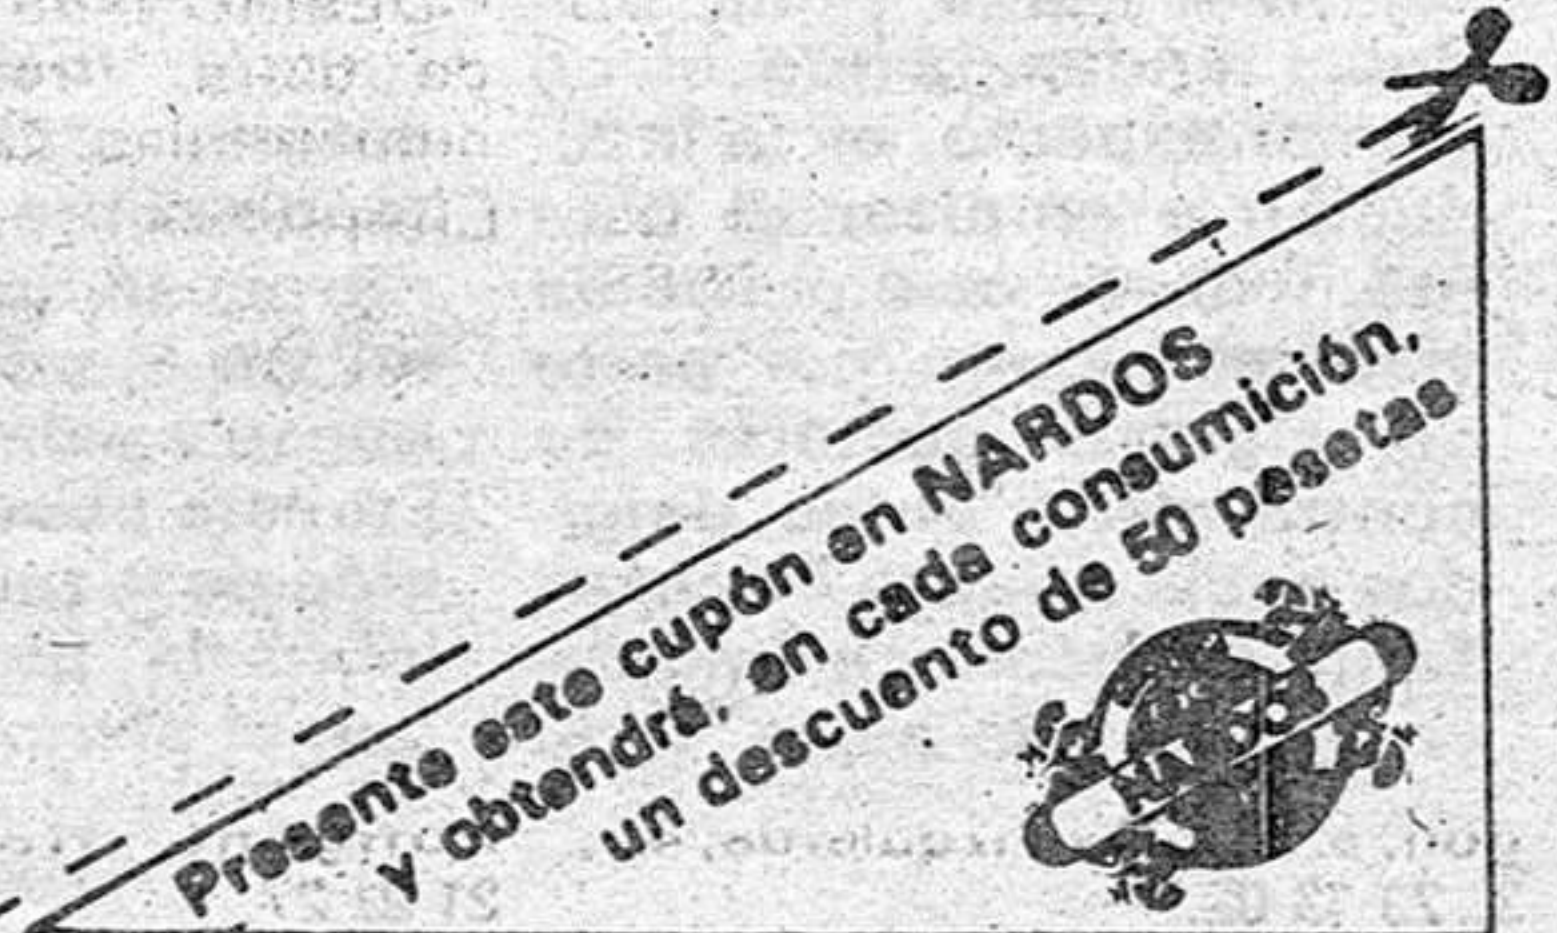 Presente este cupón en NARDOS
y obtendrá, en cada consumición,
un descuento de 50 pesetas